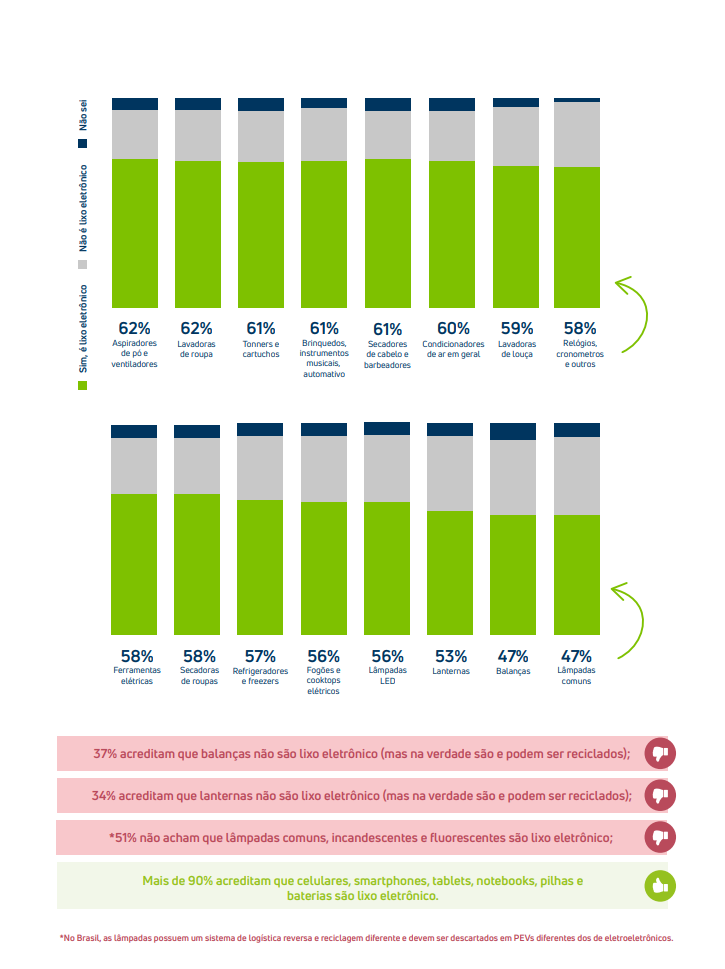 Não sei
Não é lixo eletrônico
Sim, é lixo eletrônico
62%
Aspiradores
de pó e
ventiladores
62%
Lavadoras
de roupa
61%
Tonners e
cartuchos
61%
Brinquedos,
instrumentos
musicais,
automotivo
61%
Secadores
de cabelo e
barbeadores
60%
Condicionadores
de ar em geral
59%
Lavadoras
de louça
58%
Relógios,
cronometros
e outros
58%
Ferramentas
elétricas
58%
Secadoras
de roupas
57%
Refrigeradores
e freezers
56%
Fogões e
cooktops
elétricos
56%
Lâmpadas
LED
53%
Lanternas
47%
Balanças
47%
Lâmpadas
comuns
37% acreditam que balanças não são lixo eletrônico (mas na verdade são e podem ser reciclados);
34% acreditam que lanternas não são lixo eletrônico (mas na verdade são e podem ser reciclados);
*51% não acham que lâmpadas comuns, incandescentes e fluorescentes são lixo eletrônico;
Mais de 90% acreditam que celulares, smartphones, tablets, notebooks, pilhas e
baterias são lixo eletrônico.
*No Brasil, as lâmpadas possuem um sistema de logística reversa e reciclagem diferente e devem ser descartados em PEVs diferentes dos de eletroeletrônicos.